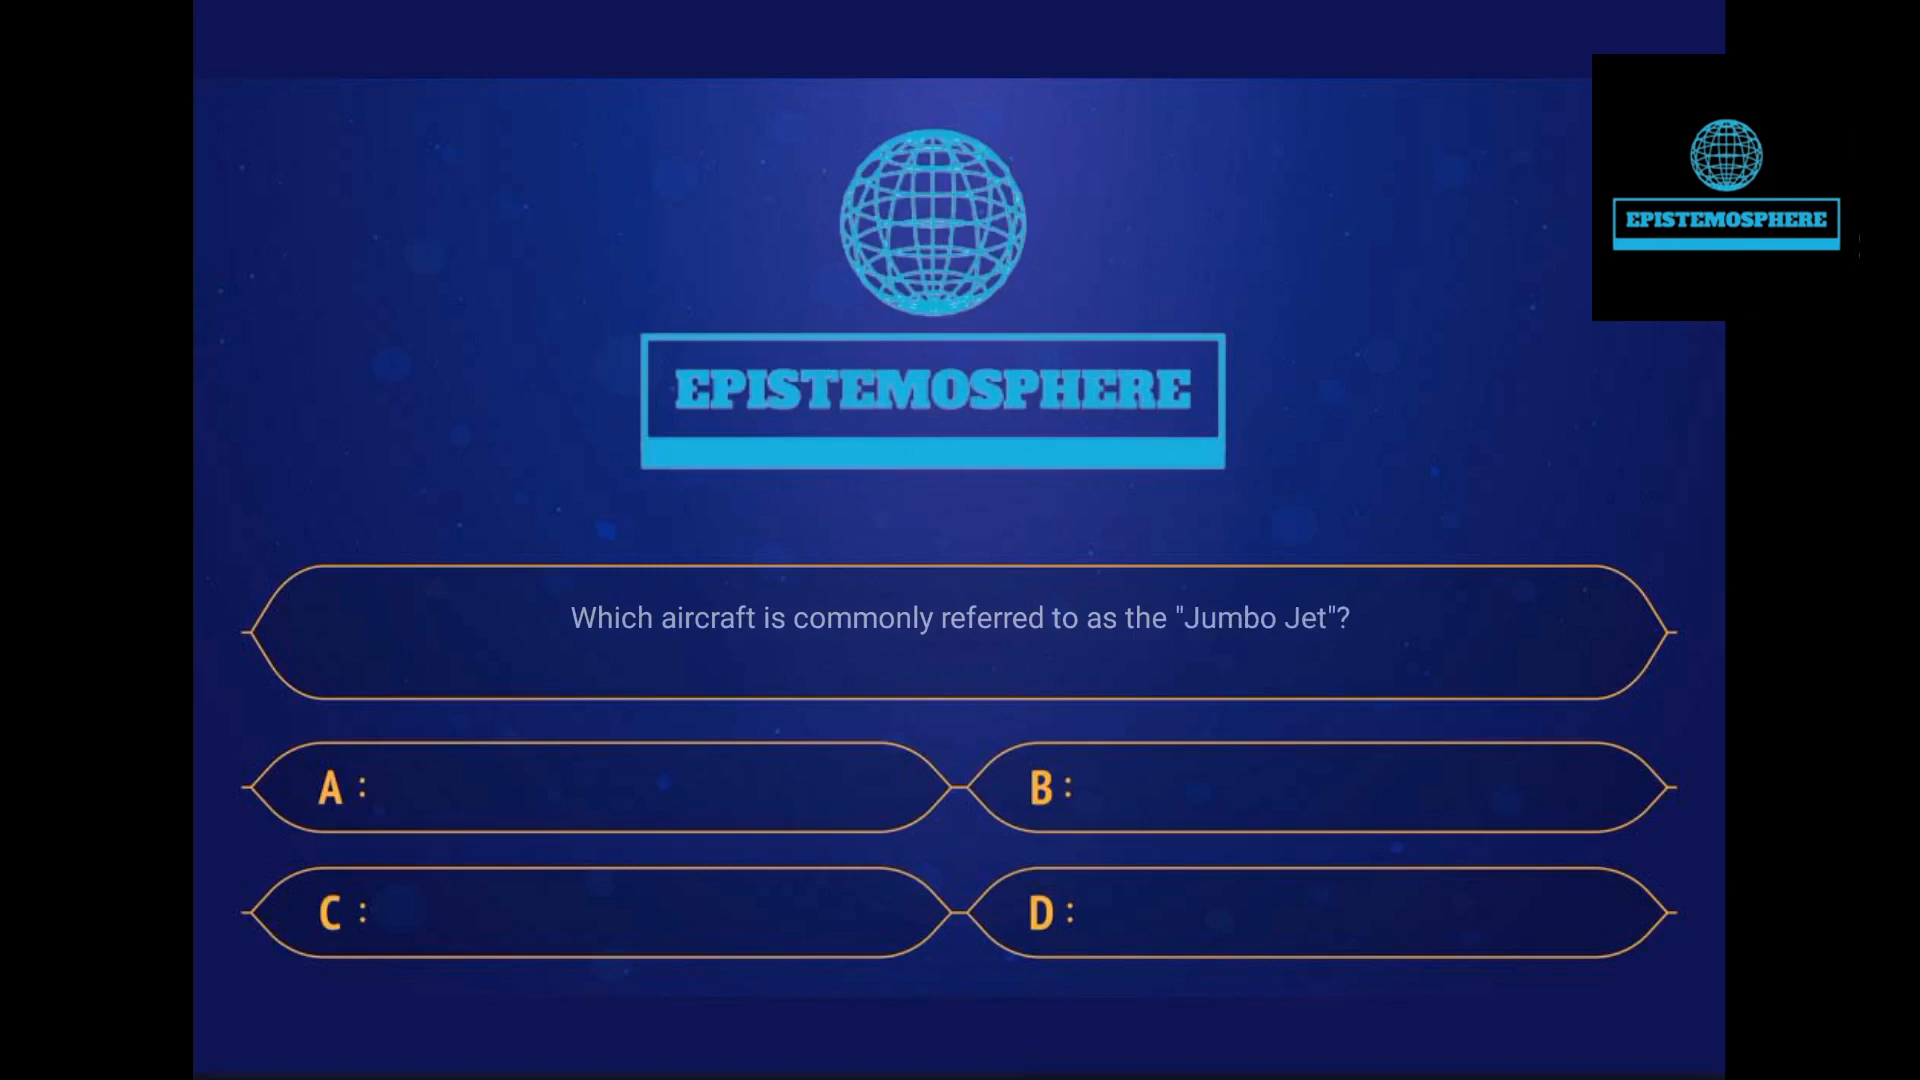 EPISTEMOSPHERE
EPISTEMOSPHERE
Which aircraft is commonly referred to as the "Jumbo Jet"?
A :
B :
C :
D :